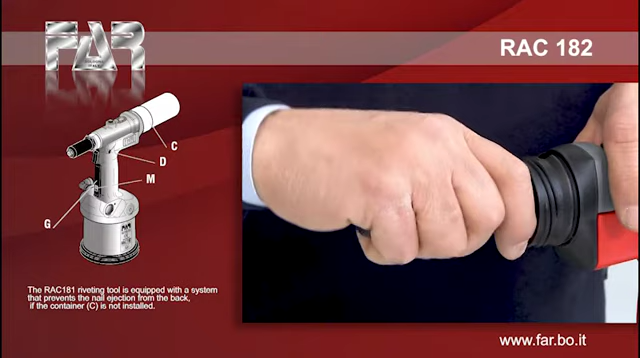 FAR
RAC 182
C
D
M
G
The RAC181 riveting tool is equipped with a system
that prevents the nail ejection from the back,
if the container (C) is not installed.
www.far.bo.it